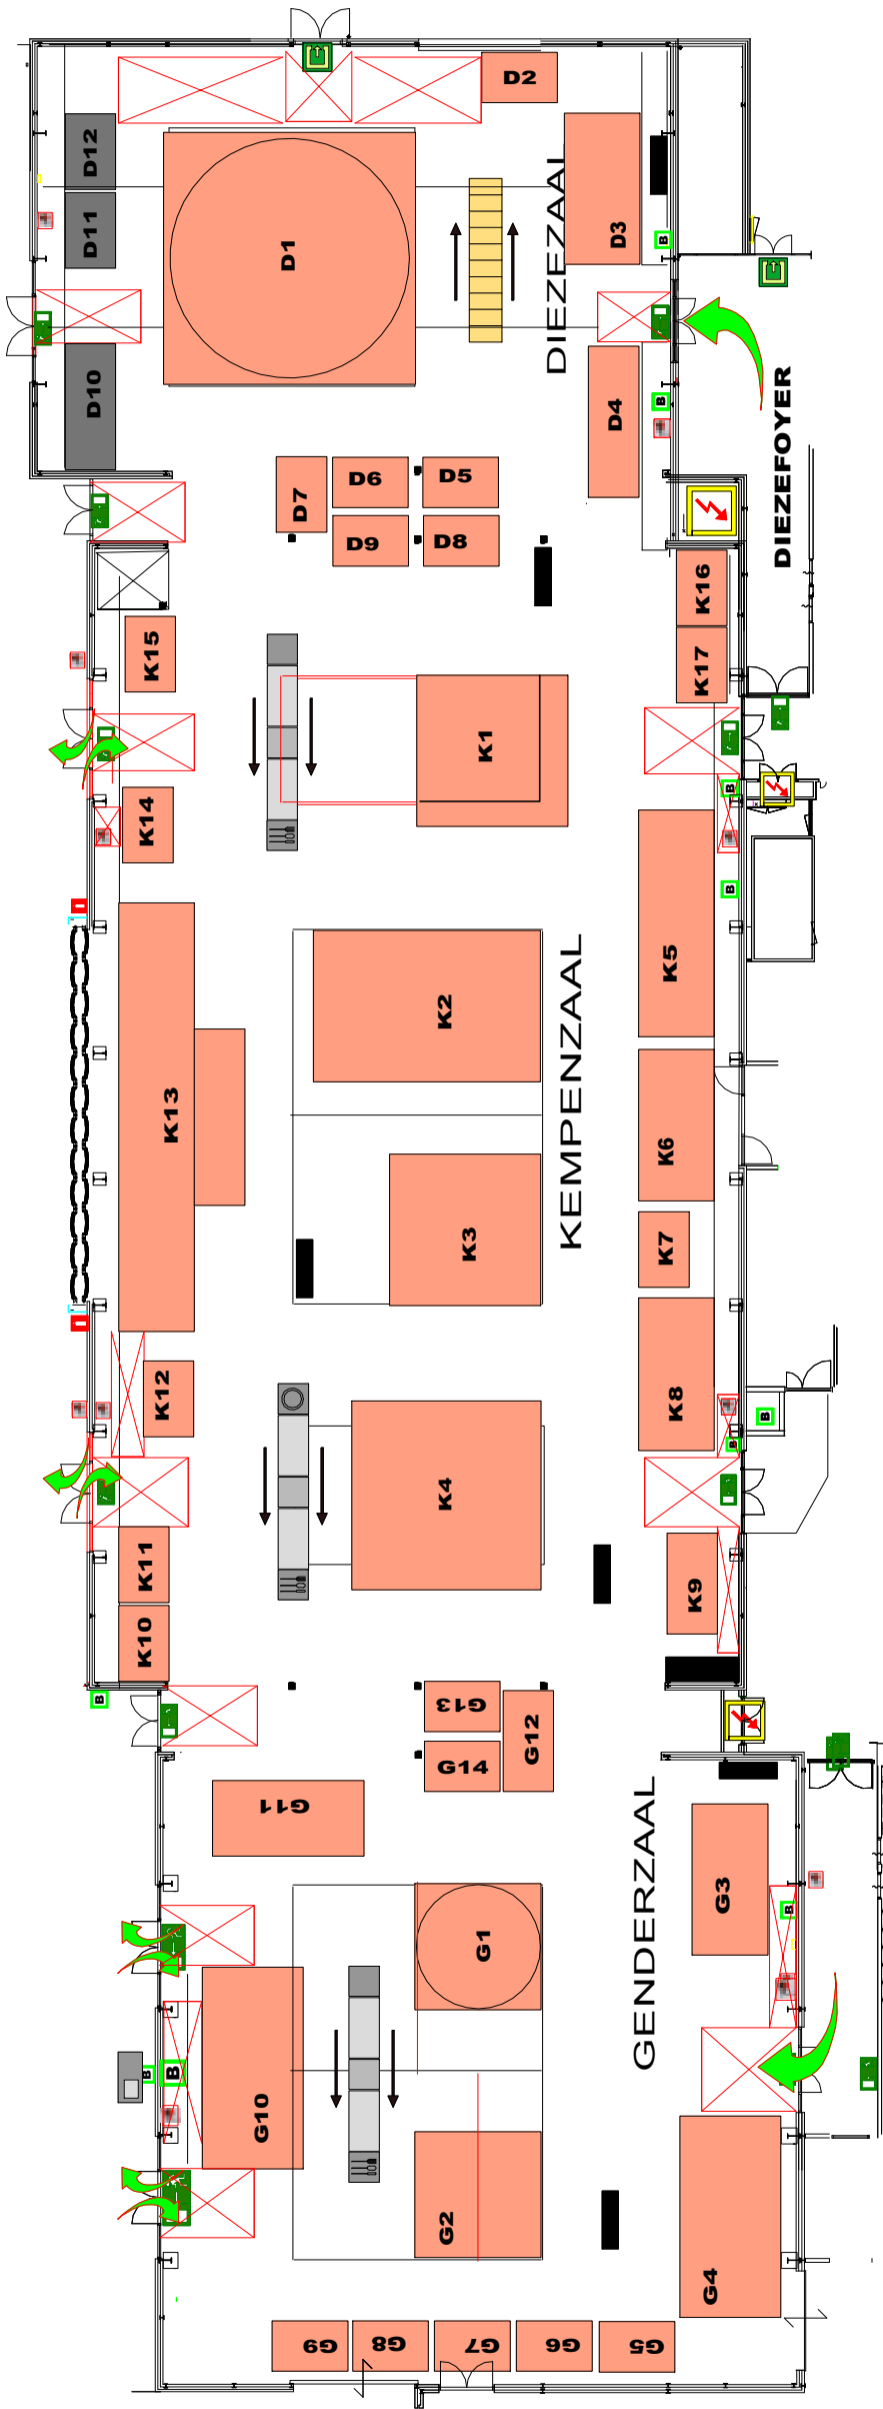 D2
D12
D11
D1
D3
DIEZEZAAL
D10
D4
DIEZEFOYER
D7
D6
D5
D9
D8
K16
K15
K17
K1
K14
B
B
B
B
K5
K2
K13
KEMPENZAAL
K6
K3
K7
K12
K8
B
B
K4
K11
K9
K10
B
G13
G12
G14
G11
GENDERZAAL
G3
B
G1
B
B
G10
G2
G4
G9
G8
G7
G6
G5